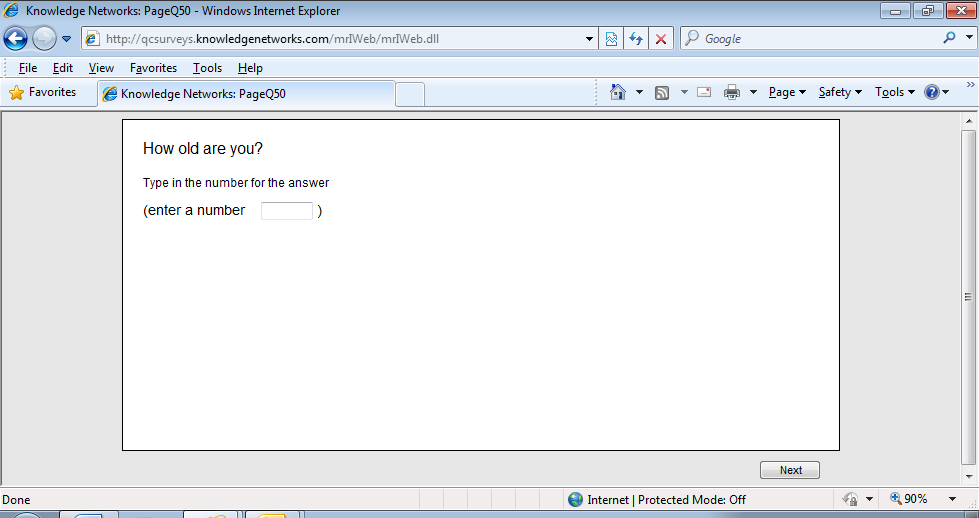 Knowledge Networks: PageQ50 - Windows Internet Explorer
http://qcsurveys.knowledgenetworks.com/mrIWeb/mrIWeb.dll
Google
File Edit View Favorites Tools Help
Favorites Knowledge Networks: PageQ50 Page Safety Tools »
How old are you?
Type in the number for the answer
(enter a number )
Next
Done Internet | Protected Mode: Off 90%